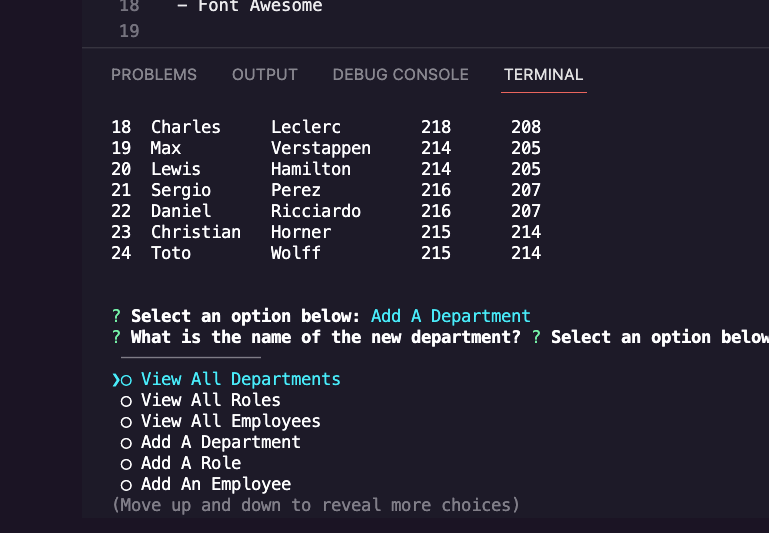 18 - Font Awesome
19
PROBLEMS OUTPUT DEBUG CONSOLE TERMINAL
18 Charles Leclerc 218 208
19 Max Verstappen 214 205
20 Lewis Hamilton 214 205
21 Sergio Perez 216 207
22 Daniel Ricciardo 216 207
23 Christian Horner 215 214
24 Toto Wolff 215 214
? Select an option below: Add A Department
? What is the name of the new department? ? Select an option below
❯○ View All Departments
○ View All Roles
○ View All Employees
○ Add A Department
○ Add A Role
○ Add An Employee
(Move up and down to reveal more choices)